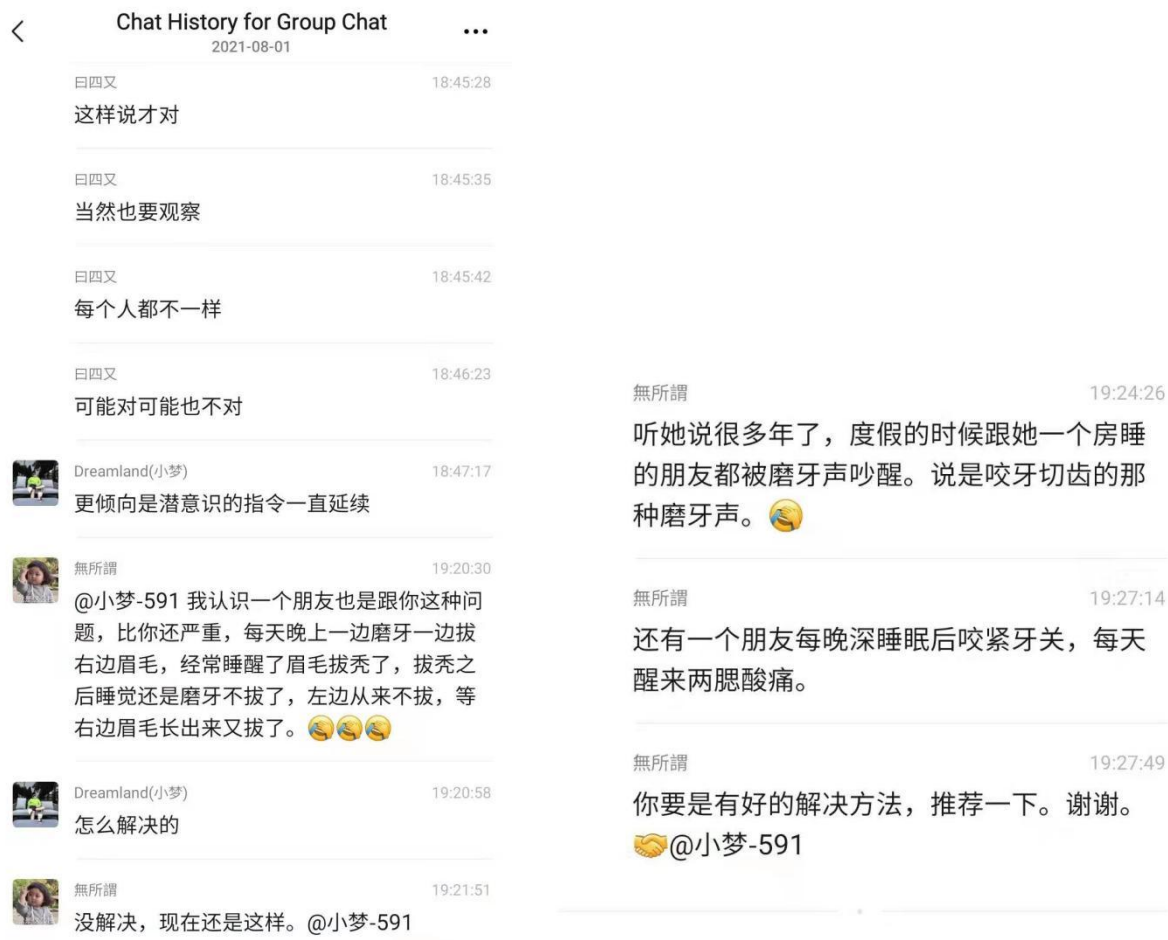 Chat History for Group Chat
2021-08-01
曰四又 18:45:28
这样说才对
曰四又 18:45:35
当然也要观察
曰四又 18:45:42
每个人都不一样
曰四又 18:46:23
可能对可能也不对
Dreamland(小梦) 18:47:17
更倾向是潜意识的指令一直延续
無所謂 19:20:30
@小梦-591 我认识一个朋友也是跟你这种问
题，比你还严重，每天晚上一边磨牙一边拔
右边眉毛，经常睡醒了眉毛拔秃了，拔秃之
后睡觉还是磨牙不拔了，左边从来不拔，等
右边眉毛长出来又拔了。🤦🤦🤦
Dreamland(小梦) 19:20:58
怎么解决的
無所謂 19:21:51
没解决，现在还是这样。@小梦-591
無所謂 19:24:26
听她说很多年了，度假的时候跟她一个房睡
的朋友都被磨牙声吵醒。说是咬牙切齿的那
种磨牙声。🤦
無所謂 19:27:14
还有一个朋友每晚深睡眠后咬紧牙关，每天
醒来两腮酸痛。
無所謂 19:27:49
你要是有好的解决方法，推荐一下。谢谢。
🤝@小梦-591